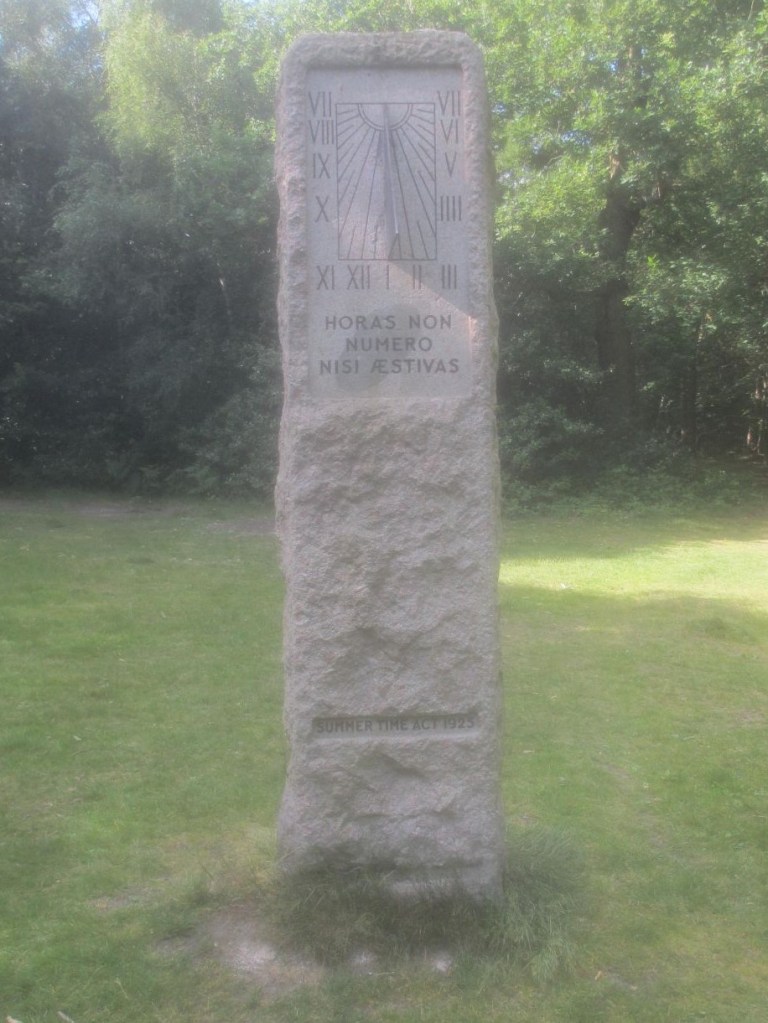 VII VII
VIII VI
IX V
X IIII
XI XII I II III
HORAS NON
NUMERO
NISI ÆSTIVAS
SUMMER TIME ACT 1925